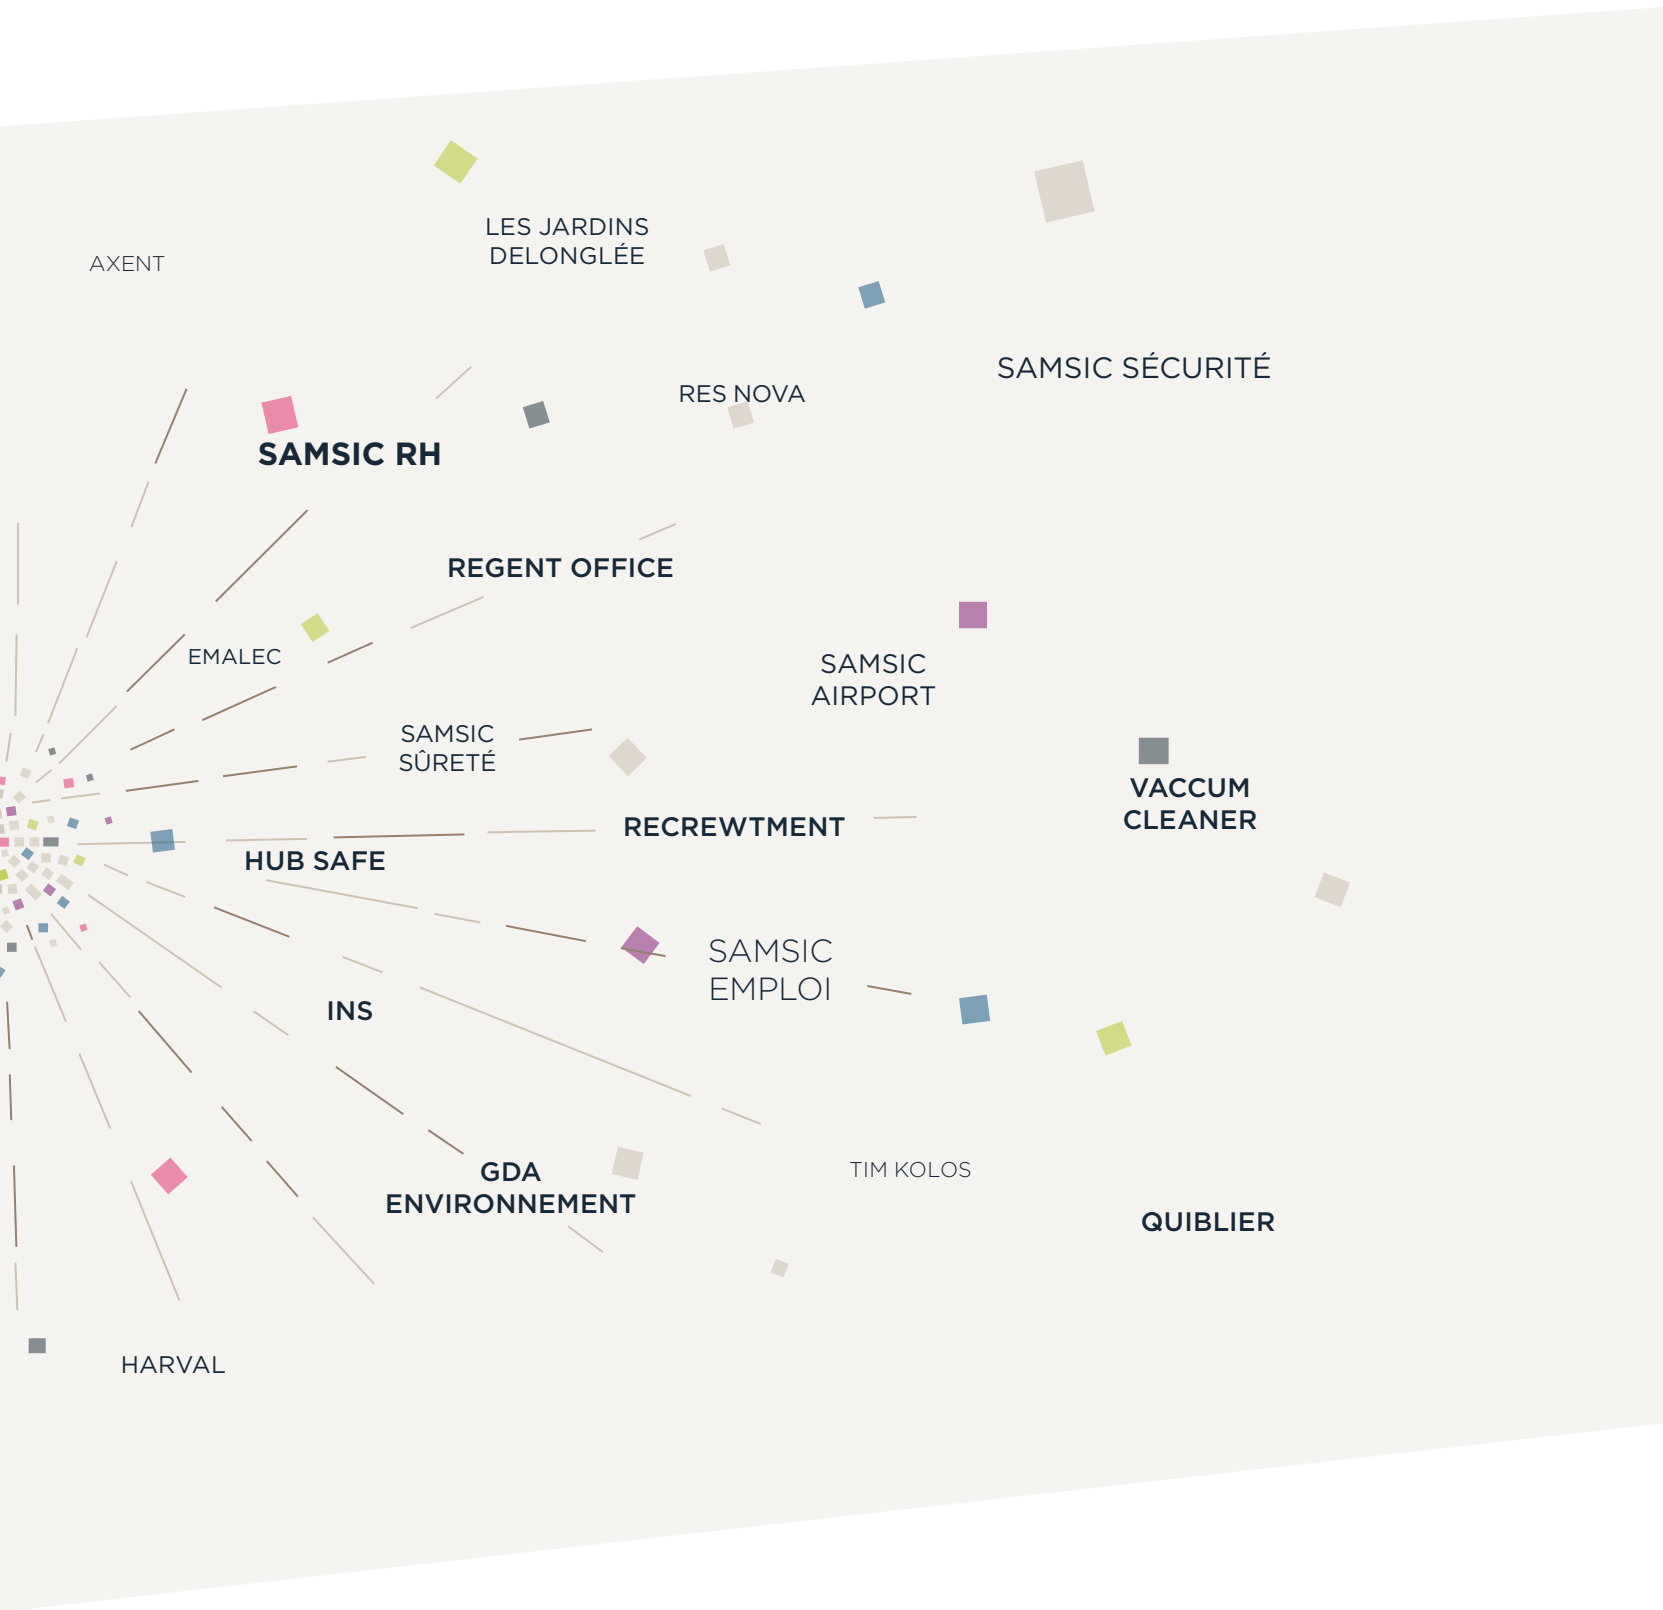 LES JARDINS
DELONGLÉE
AXENT
SAMSIC SÉCURITÉ
RES NOVA
SAMSIC RH
REGENT OFFICE
EMALEC
SAMSIC
AIRPORT
SAMSIC
SÛRETÉ
VACCUM
CLEANER
RECREWTMENT
HUB SAFE
SAMSIC
EMPLOI
INS
GDA
ENVIRONNEMENT
TIM KOLOS
QUIBLIER
HARVAL